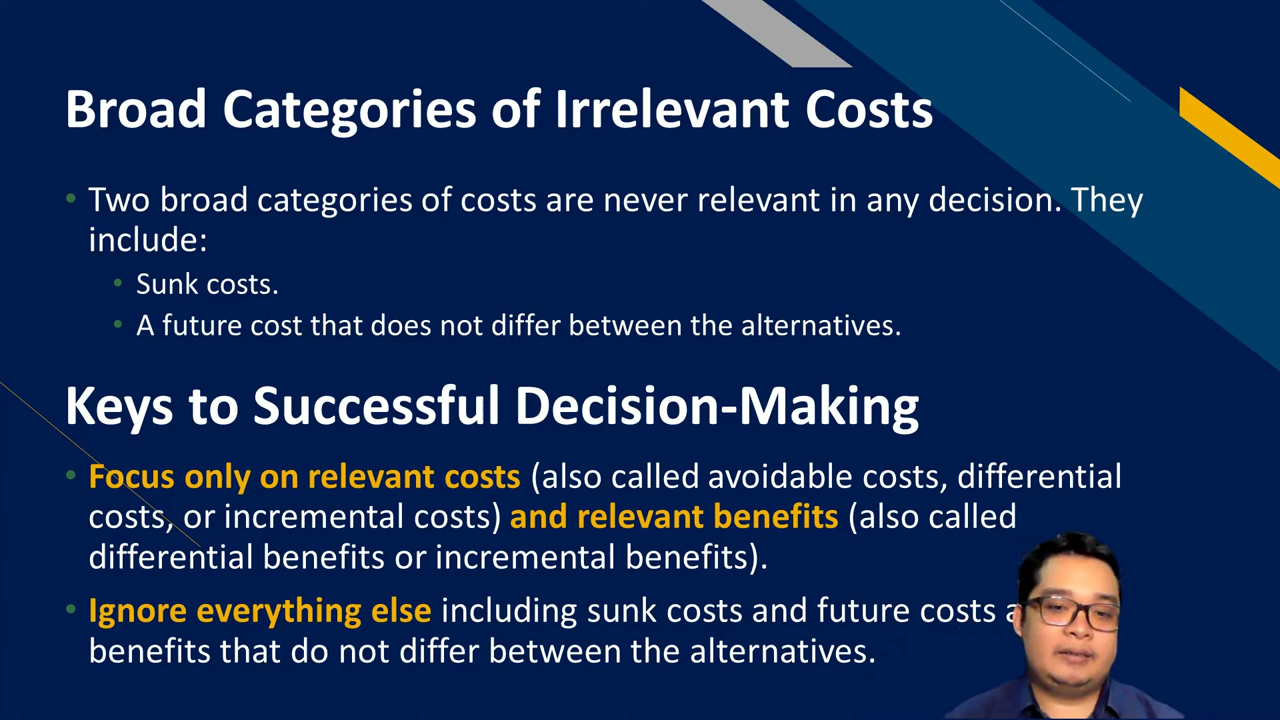 Broad Categories of Irrelevant Costs
• Two broad categories of costs are never relevant in any decision. They
include:
• Sunk costs.
• A future cost that does not differ between the alternatives.
Keys to Successful Decision-Making
• Focus only on relevant costs (also called avoidable costs, differential
costs, or incremental costs) and relevant benefits (also called
differential benefits or incremental benefits).
• Ignore everything else including sunk costs and future costs
benefits that do not differ between the alternatives.